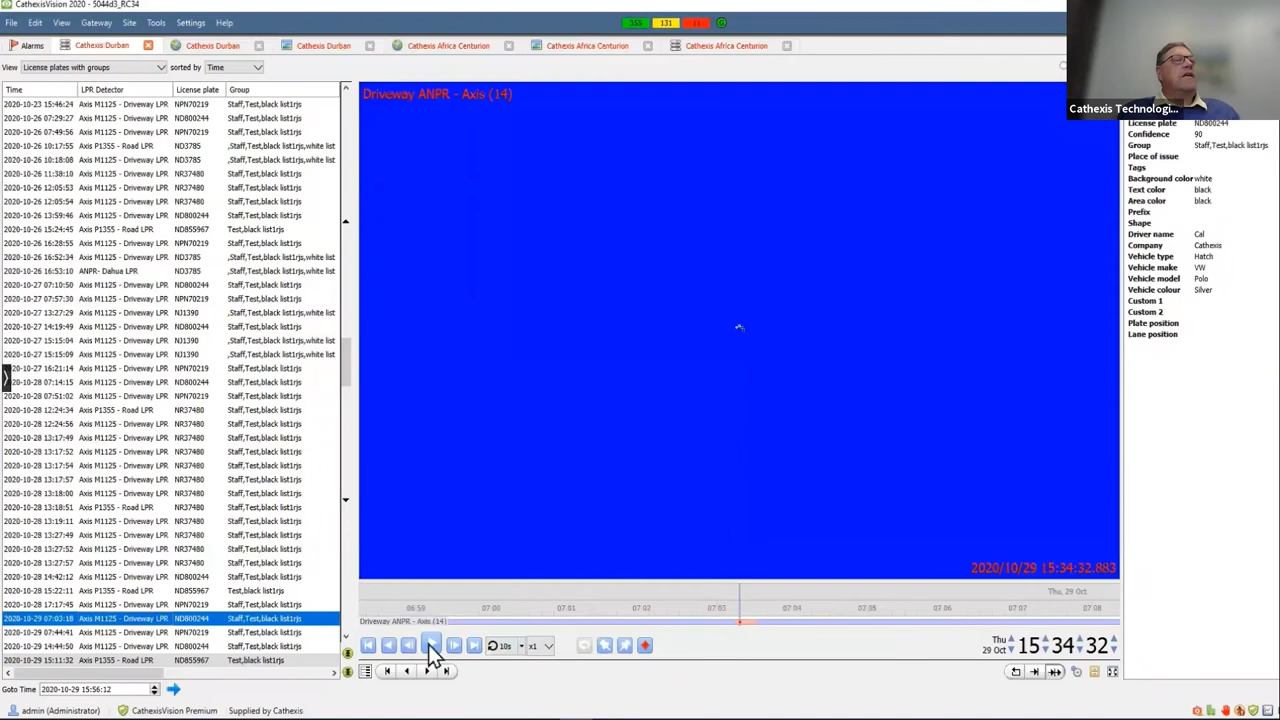 CathexisVision 2020 - 5044d3_RC34
File Edit View Gateway Site Tools Settings Help
355 131
Alarms Cathexis Durban Cathexis Durban Cathexis Durban Cathexis Africa Centurion Cathexis Africa Centurion Cathexis Africa Centurion
View License plates with groups sorted by Time
Time LPR Detector License plate Group
2020-10-23 15:46:24 Axis M1125 - Driveway LPR NPN70219 Staff,Test,black list1rjs
2020-10-26 07:29:27 Axis M1125 - Driveway LPR ND800244 Staff,Test,black list1rjs
2020-10-26 07:49:56 Axis M1125 - Driveway LPR NPN70219 Staff,Test,black list1rjs
2020-10-26 10:17:55 Axis P1355 - Road LPR ND3785 ,Staff,Test,black list1rjs,white list
2020-10-26 10:18:08 Axis M1125 - Driveway LPR ND3785 ,Staff,Test,black list1rjs,white list
2020-10-26 11:38:10 Axis M1125 - Driveway LPR NR37480 Staff,Test,black list1rjs
2020-10-26 12:05:53 Axis M1125 - Driveway LPR NR37480 Staff,Test,black list1rjs
2020-10-26 12:05:54 Axis M1125 - Driveway LPR NR37480 Staff,Test,black list1rjs
2020-10-26 13:59:46 Axis M1125 - Driveway LPR ND800244 Staff,Test,black list1rjs
2020-10-26 15:24:45 Axis P1355 - Road LPR ND855967 Test,black list1rjs
2020-10-26 16:28:55 Axis M1125 - Driveway LPR NPN70219 Staff,Test,black list1rjs
2020-10-26 16:52:34 Axis M1125 - Driveway LPR ND3785 ,Staff,Test,black list1rjs,white list
2020-10-26 16:53:10 ANPR- Dahua LPR ND3785 ,Staff,Test,black list1rjs,white list
2020-10-27 07:10:50 Axis M1125 - Driveway LPR ND800244 Staff,Test,black list1rjs
2020-10-27 07:57:30 Axis M1125 - Driveway LPR NPN70219 Staff,Test,black list1rjs
2020-10-27 13:27:29 Axis M1125 - Driveway LPR NJ1390 ,Staff,Test,black list1rjs,white list
2020-10-27 14:19:49 Axis M1125 - Driveway LPR ND800244 Staff,Test,black list1rjs
2020-10-27 15:15:04 Axis M1125 - Driveway LPR NJ1390 ,Staff,Test,black list1rjs,white list
2020-10-27 15:15:09 Axis M1125 - Driveway LPR NJ1390 ,Staff,Test,black list1rjs,white list
2020-10-27 16:21:14 Axis M1125 - Driveway LPR NPN70219 Staff,Test,black list1rjs
2020-10-28 07:14:15 Axis M1125 - Driveway LPR ND800244 Staff,Test,black list1rjs
2020-10-28 07:51:02 Axis M1125 - Driveway LPR NPN70219 Staff,Test,black list1rjs
2020-10-28 12:24:34 Axis P1355 - Road LPR NR37480 Staff,Test,black list1rjs
2020-10-28 12:24:56 Axis M1125 - Driveway LPR NR37480 Staff,Test,black list1rjs
2020-10-28 13:17:49 Axis M1125 - Driveway LPR NR37480 Staff,Test,black list1rjs
2020-10-28 13:17:52 Axis M1125 - Driveway LPR NR37480 Staff,Test,black list1rjs
2020-10-28 13:17:54 Axis M1125 - Driveway LPR NR37480 Staff,Test,black list1rjs
2020-10-28 13:17:57 Axis M1125 - Driveway LPR NR37480 Staff,Test,black list1rjs
2020-10-28 13:18:00 Axis M1125 - Driveway LPR NR37480 Staff,Test,black list1rjs
2020-10-28 13:18:51 Axis P1355 - Road LPR NR37480 Staff,Test,black list1rjs
2020-10-28 13:19:11 Axis M1125 - Driveway LPR NR37480 Staff,Test,black list1rjs
2020-10-28 13:27:49 Axis M1125 - Driveway LPR NR37480 Staff,Test,black list1rjs
2020-10-28 13:27:52 Axis M1125 - Driveway LPR NR37480 Staff,Test,black list1rjs
2020-10-28 13:27:57 Axis M1125 - Driveway LPR NR37480 Staff,Test,black list1rjs
2020-10-28 14:42:12 Axis M1125 - Driveway LPR ND800244 Staff,Test,black list1rjs
2020-10-28 15:22:11 Axis P1355 - Road LPR ND855967 Test,black list1rjs
2020-10-28 17:17:45 Axis M1125 - Driveway LPR NPN70219 Staff,Test,black list1rjs
2020-10-29 07:03:18 Axis M1125 - Driveway LPR ND800244 Staff,Test,black list1rjs
2020-10-29 07:44:41 Axis M1125 - Driveway LPR NPN70219 Staff,Test,black list1rjs
2020-10-29 14:44:50 Axis M1125 - Driveway LPR NR37480 Staff,Test,black list1rjs
2020-10-29 15:11:32 Axis P1355 - Road LPR ND855967 Test,black list1rjs
Goto Time 2020-10-29 15:56:12
Driveway ANPR - Axis (14)
2020/10/29 15:34:32.883
Thu, 29 Oct
06:59 07:00 07:01 07:02 07:03 07:04 07:05 07:06 07:07 07:08
Driveway ANPR - Axis (14)
10s x1
Thu 29 Oct 15 34 32
Cathexis Technologi...
License plate ND800244
Confidence 90
Group Staff,Test,black list1rjs
Place of issue
Tags
Background color white
Text color black
Area color black
Prefix
Shape
Driver name Cal
Company Cathexis
Vehicle type Hatch
Vehicle make VW
Vehicle model Polo
Vehicle colour Silver
Custom 1
Custom 2
Plate position
Lane position
admin (Administrator) CathexisVision Premium Supplied by Cathexis